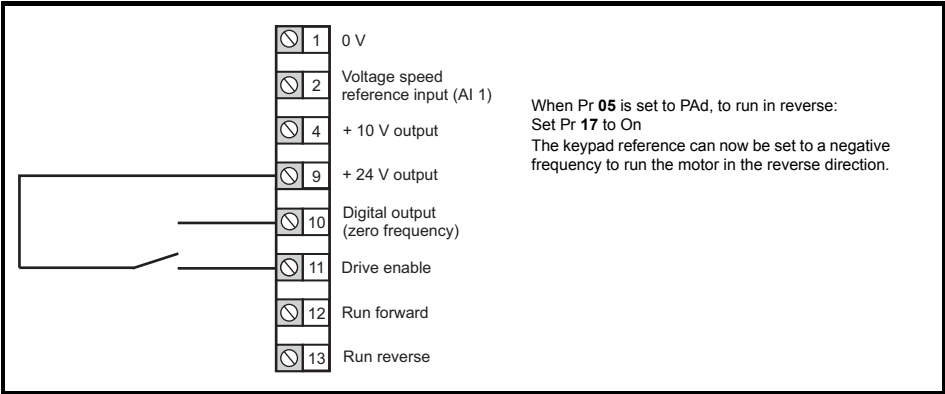 1 0 V
2 Voltage speed
reference input (AI 1)
4 + 10 V output
9 + 24 V output
10 Digital output
(zero frequency)
11 Drive enable
12 Run forward
13 Run reverse
When Pr 05 is set to PAd, to run in reverse:
Set Pr 17 to On
The keypad reference can now be set to a negative
frequency to run the motor in the reverse direction.